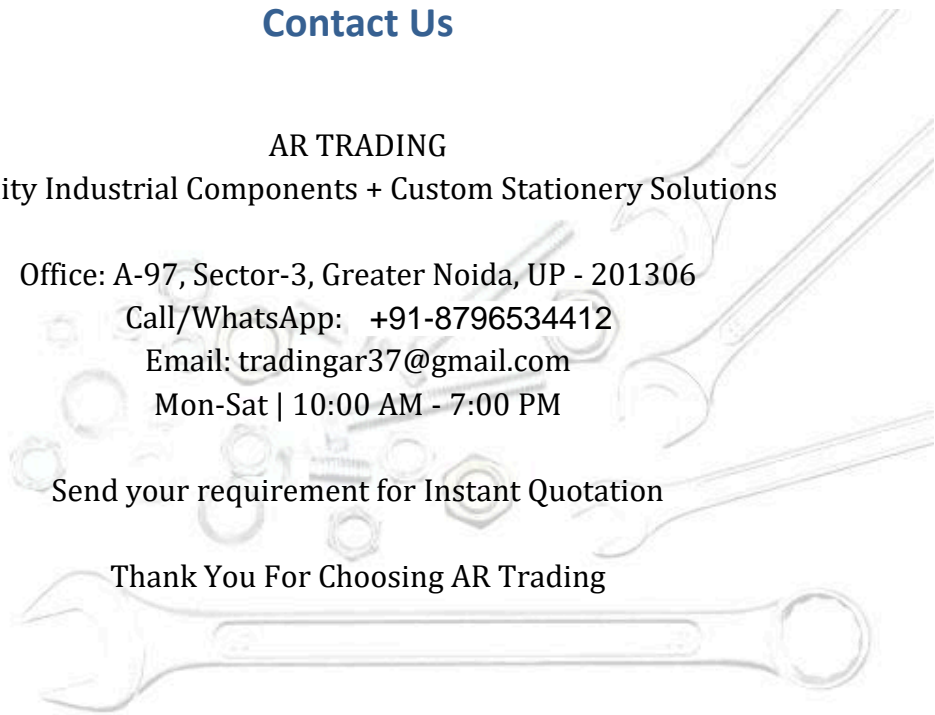 Contact Us
AR TRADING
ity Industrial Components + Custom Stationery Solutions
Office: A-97, Sector-3, Greater Noida, UP - 201306
Call/WhatsApp: +91-8796534412
Email: tradingar37@gmail.com
Mon-Sat | 10:00 AM - 7:00 PM
Send your requirement for Instant Quotation
Thank You For Choosing AR Trading